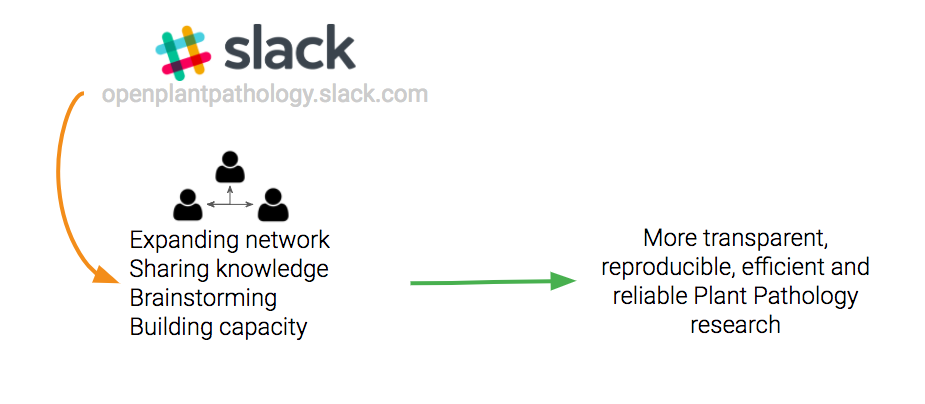 slack
openplantpathology.slack.com
Expanding network
Sharing knowledge
Brainstorming
Building capacity
More transparent,
reproducible, efficient and
reliable Plant Pathology
research